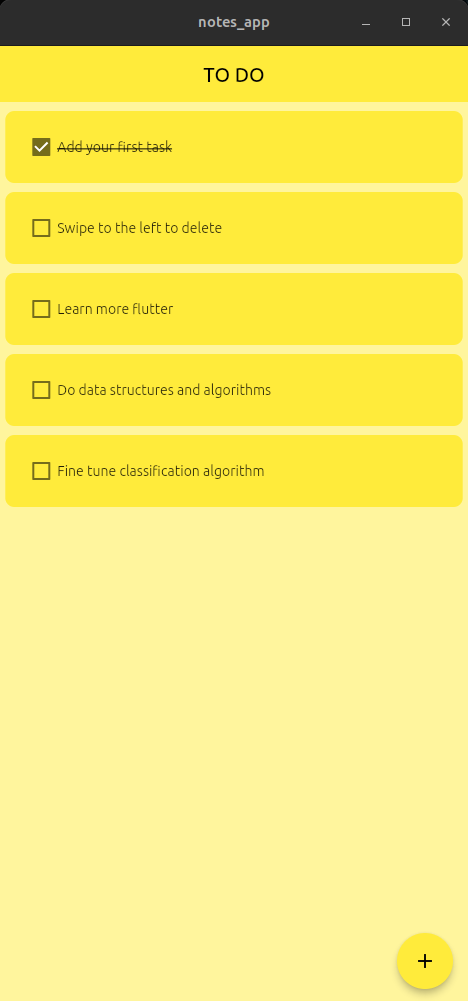 notes_app
TO DO
Add your first task
Swipe to the left to delete
Learn more flutter
Do data structures and algorithms
Fine tune classification algorithm